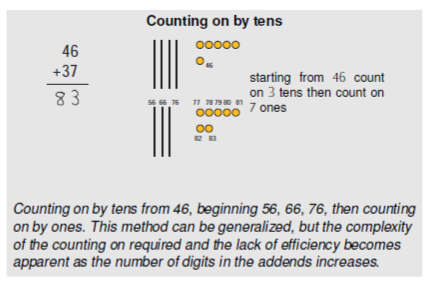 Counting on by tens
46
+37
83
46
starting from 46 count
on 3 tens then count on
7 ones
56 66 76 77 78 79 80 81
82 83
Counting on by tens from 46, beginning 56, 66, 76, then counting
on by ones. This method can be generalized, but the complexity
of the counting on required and the lack of efficiency becomes
apparent as the number of digits in the addends increases.